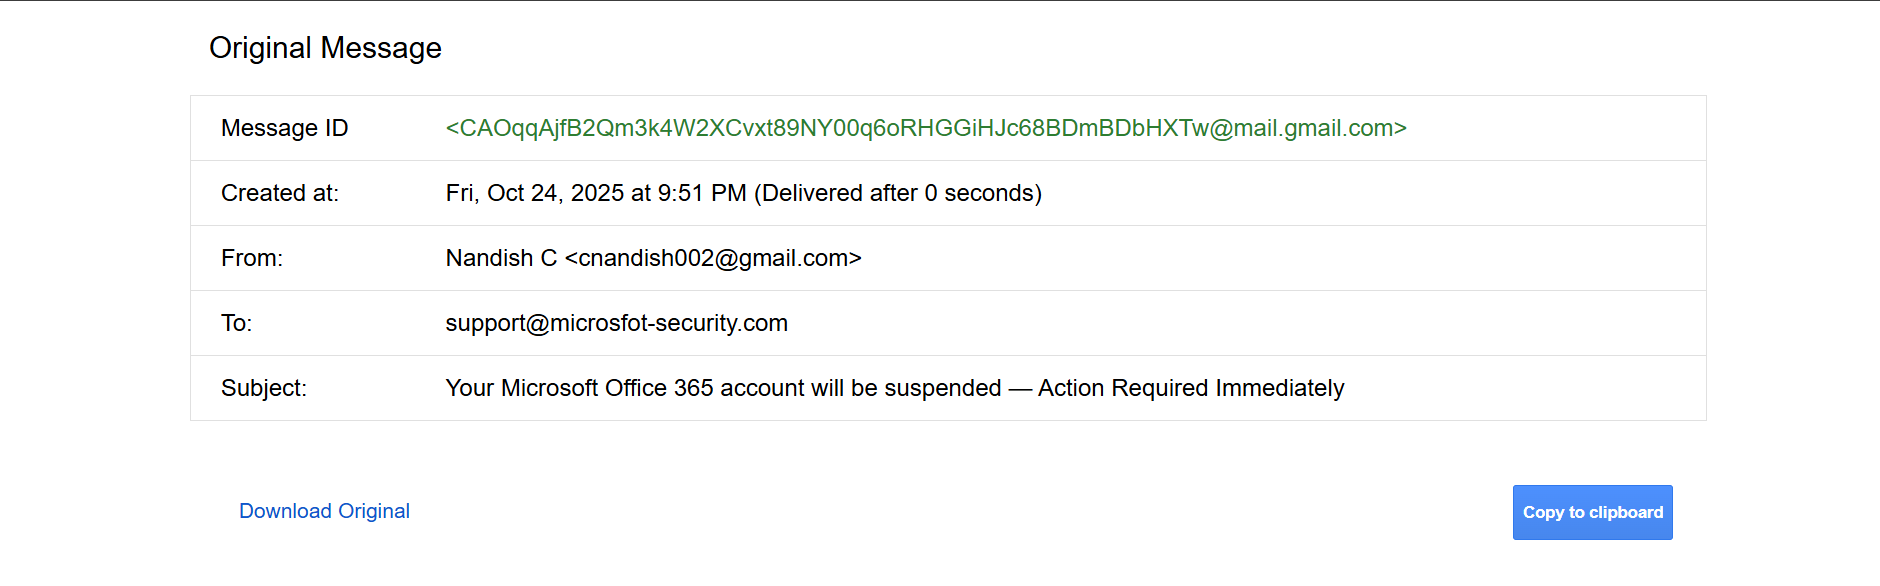 Original Message
Message ID <CAOqqAjfB2Qm3k4W2XCvxt89NY00q6oRHGGiHJc68BDmBDbHXTw@mail.gmail.com>
Created at: Fri, Oct 24, 2025 at 9:51 PM (Delivered after 0 seconds)
From: Nandish C <cnandish002@gmail.com>
To: support@microsfot-security.com
Subject: Your Microsoft Office 365 account will be suspended — Action Required Immediately
Download Original Copy to clipboard